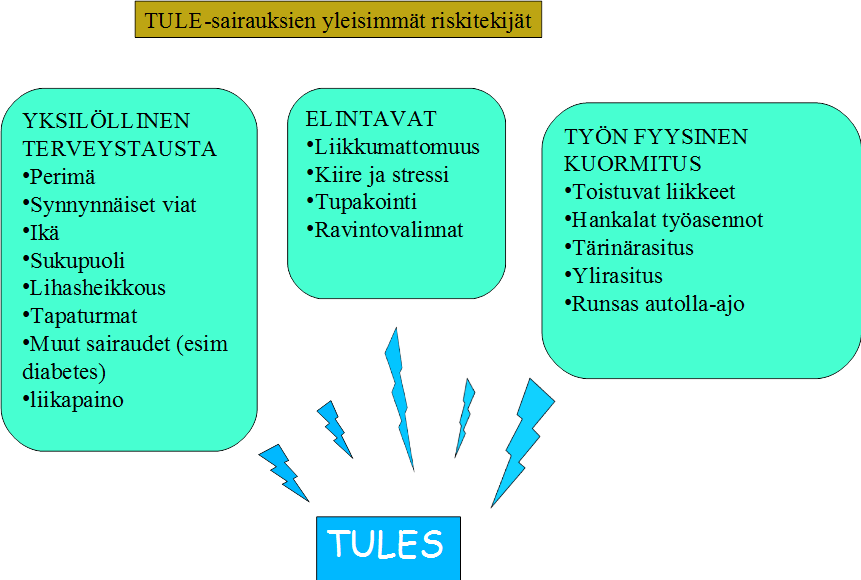 TULE-sairauksien yleisimmät riskitekijät
YKSILÖLLINEN
TERVEYSTAUSTA
•Perimä
•Synnynnäiset viat
•Ikä
•Sukupuoli
•Lihasheikkous
•Tapaturmat
•Muut sairaudet (esim
diabetes)
•liikapaino
ELINTAVAT
•Liikkumattomuus
•Kiire ja stressi
•Tupakointi
•Ravintovalinnat
TYÖN FYYSINEN
KUORMITUS
•Toistuvat liikkeet
•Hankalat työasennot
•Tärinärasitus
•Ylirasitus
•Runsas autolla-ajo
TULES